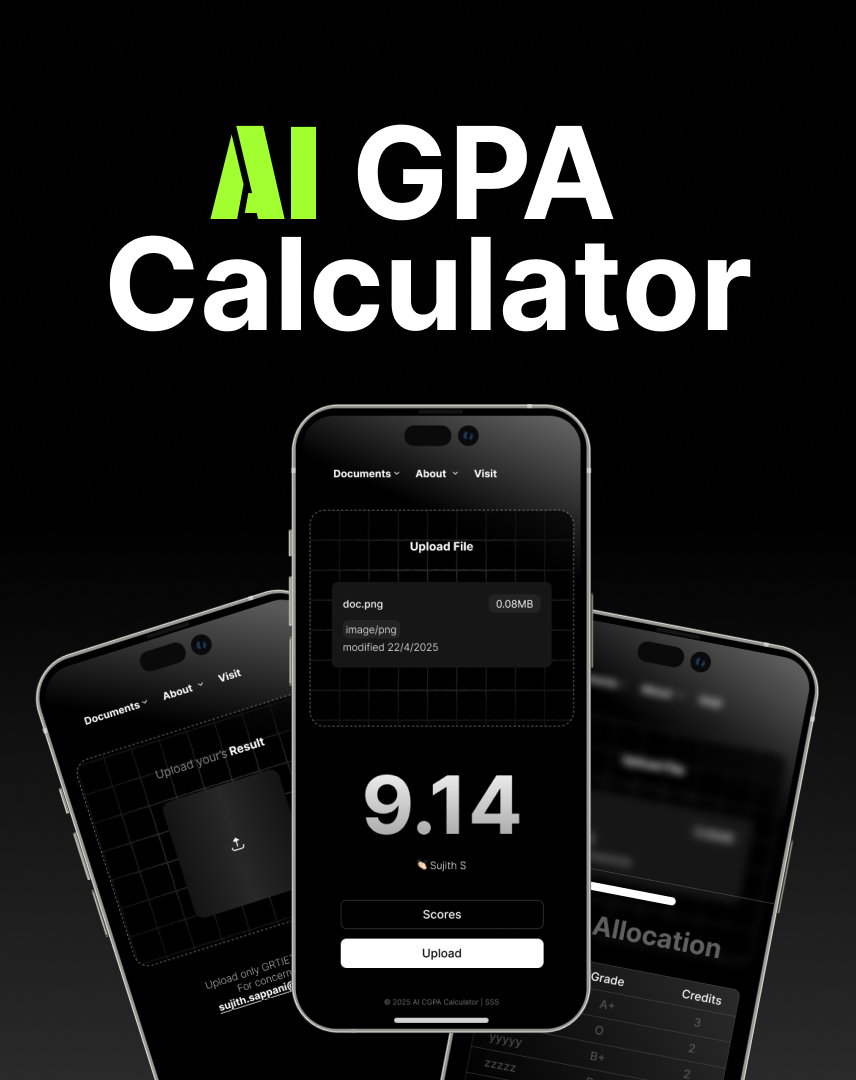 AI GPA
Calculator
Documents About Visit
Upload File
doc.png 0.08MB
image/png
modified 22/4/2025
9.14
Sujith S
Scores
Upload
© 2025 AI CGPA Calculator | SSS
Documents About Visit
Upload your's Result
Upload only GRTIET
For concern
sujith.sappani@
Upload File
Allocation
Grade Credits
A+ 3
O 2
yyyyy B+ 2
zzzzz